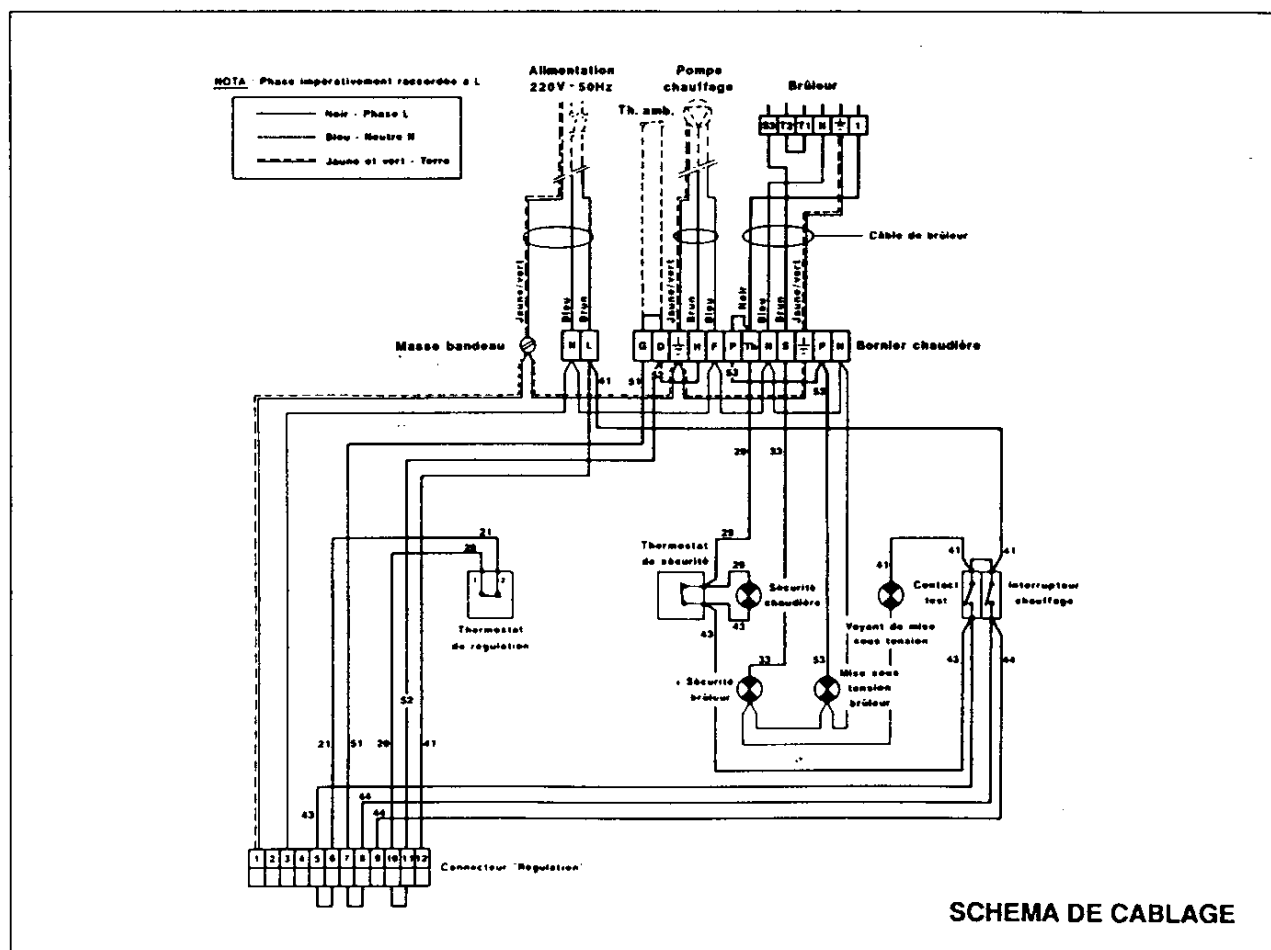 NOTA : Phase impérativement raccordée à L
Noir - Phase L
Bleu - Neutre N
Jaune et vert - Terre
Alimentation
220V - 50Hz
Th. amb.
Pompe
chauffage
Brûleur
S3 T2 T1 N 1
Câble de brûleur
Jaune/vert
Bleu
Brun
Jaune/vert
Brun
Bleu
Noir
Bleu
Brun
Jaune/vert
Masse bandeau
N L
G D H F P Th N S P N
Bornier chaudière
41
51
52
53
53
29
33
21
20
1 2
Thermostat
de régulation
Thermostat
de sécurité
29
29
43
43
Sécurité
chaudière
41
41
41
Contact
test
Interrupteur
chauffage
Voyant de mise
sous tension
43
44
33
53
Sécurité
brûleur
Mise sous
tension
brûleur
52
21
51
20
41
43
44
44
1 2 3 4 5 6 7 8 9 10 11 12
Connecteur "Régulation"
SCHEMA DE CABLAGE